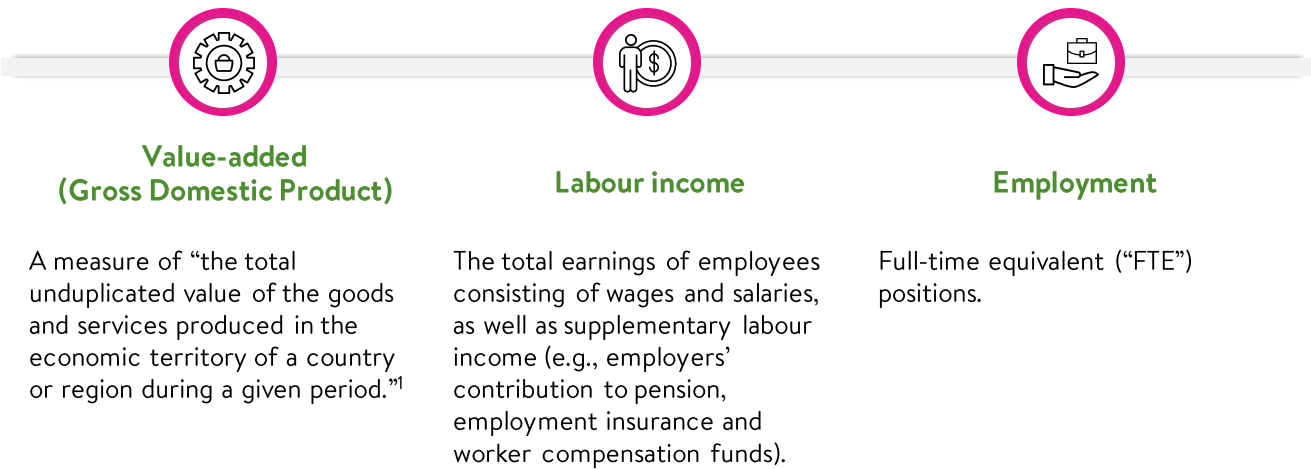 Value-added
(Gross Domestic Product)
A measure of “the total
unduplicated value of the goods
and services produced in the
economic territory of a country
or region during a given period.”1
$
Labour income
The total earnings of employees
consisting of wages and salaries,
as well as supplementary labour
income (e.g., employers’
contribution to pension,
employment insurance and
worker compensation funds).
Employment
Full-time equivalent (“FTE”)
positions.